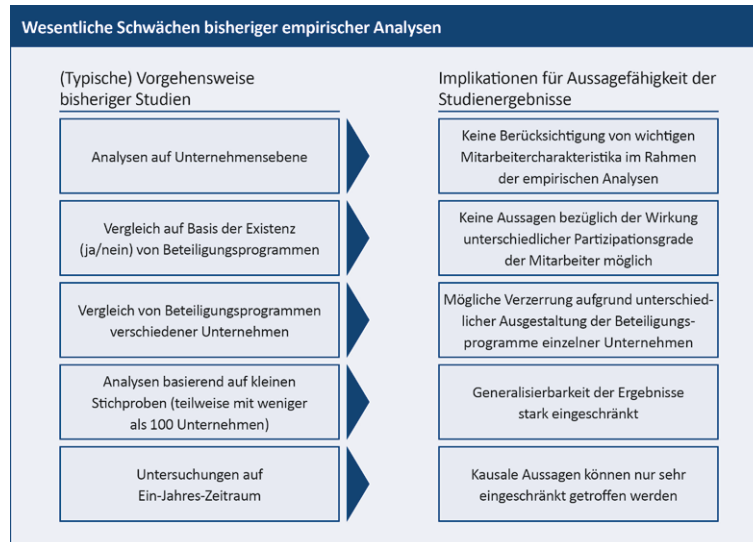 Wesentliche Schwächen bisheriger empirischer Analysen
(Typische) Vorgehensweise
bisheriger Studien
Implikationen für Aussagefähigkeit der
Studienergebnisse
Analysen auf Unternehmensebene
Keine Berücksichtigung von wichtigen
Mitarbeitercharakteristika im Rahmen
der empirischen Analysen
Vergleich auf Basis der Existenz
(ja/nein) von Beteiligungsprogrammen
Keine Aussagen bezüglich der Wirkung
unterschiedlicher Partizipationsgrade
der Mitarbeiter möglich
Vergleich von Beteiligungsprogrammen
verschiedener Unternehmen
Mögliche Verzerrung aufgrund unterschied-
licher Ausgestaltung der Beteiligungs-
programme einzelner Unternehmen
Analysen basierend auf kleinen
Stichproben (teilweise mit weniger
als 100 Unternehmen)
Generalisierbarkeit der Ergebnisse
stark eingeschränkt
Untersuchungen auf
Ein-Jahres-Zeitraum
Kausale Aussagen können nur sehr
eingeschränkt getroffen werden